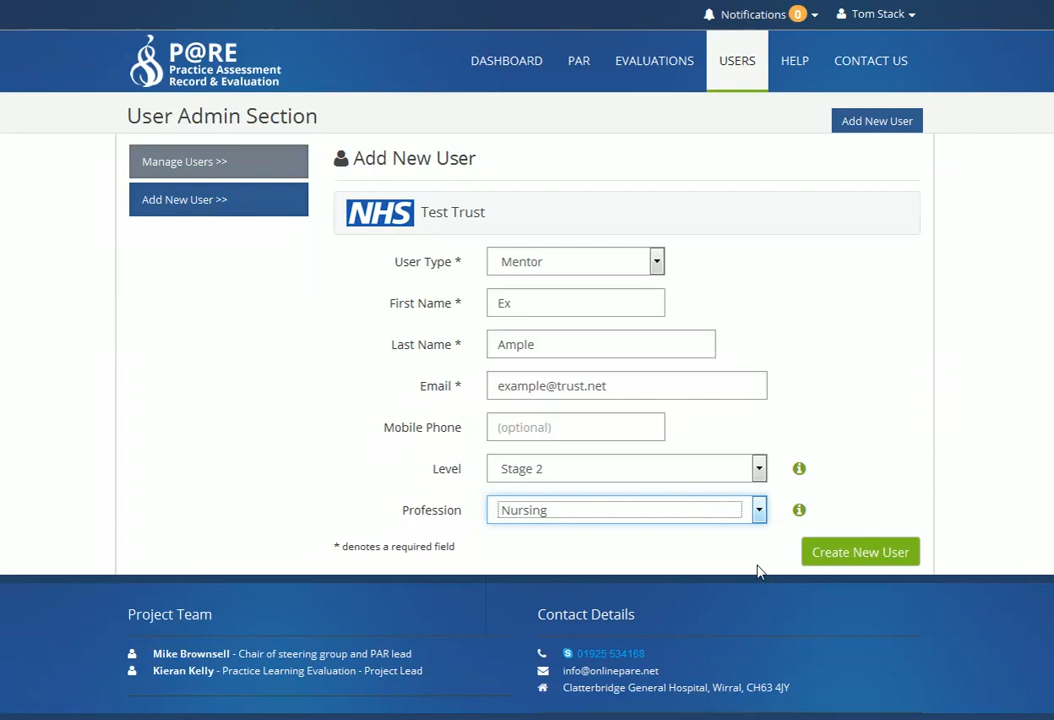 Notifications 0 Tom Stack
P@RE
Practice Assessment
Record & Evaluation
DASHBOARD PAR EVALUATIONS USERS HELP CONTACT US
User Admin Section
Add New User
Manage Users >>
Add New User >>
Add New User
NHS Test Trust
User Type * Mentor
First Name * Ex
Last Name * Ample
Email * example@trust.net
Mobile Phone (optional)
Level Stage 2
Profession Nursing
* denotes a required field
Create New User
Project Team
Mike Brownsell - Chair of steering group and PAR lead
Kieran Kelly - Practice Learning Evaluation - Project Lead
Contact Details
01925 534168
info@onlinepare.net
Clatterbridge General Hospital, Wirral, CH63 4JY